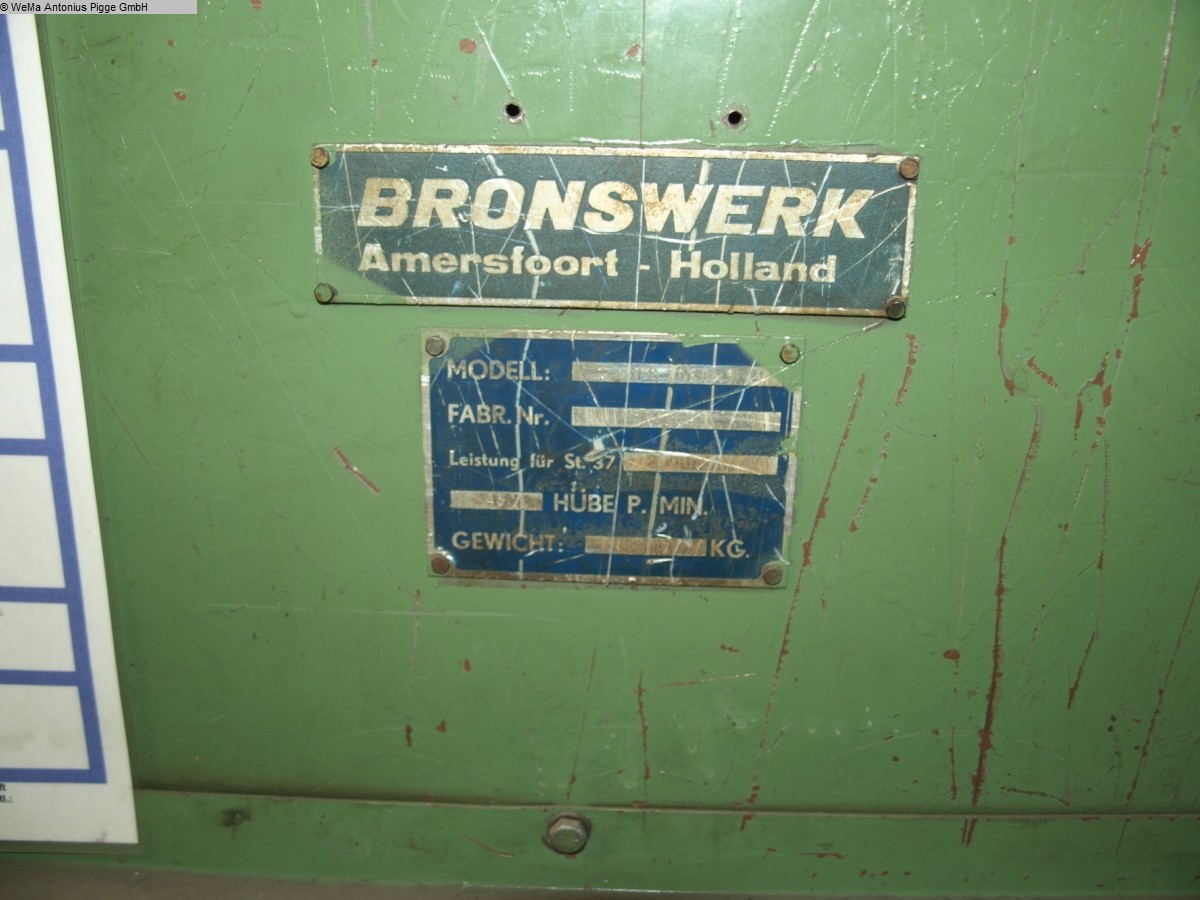 © WeMa Antonius Pigge GmbH
BRONSWERK
Amersfoort - Holland
MODELL:
FABR. Nr.
Leistung für St. 37
HÜBE P. MIN.
GEWICHT: KG.